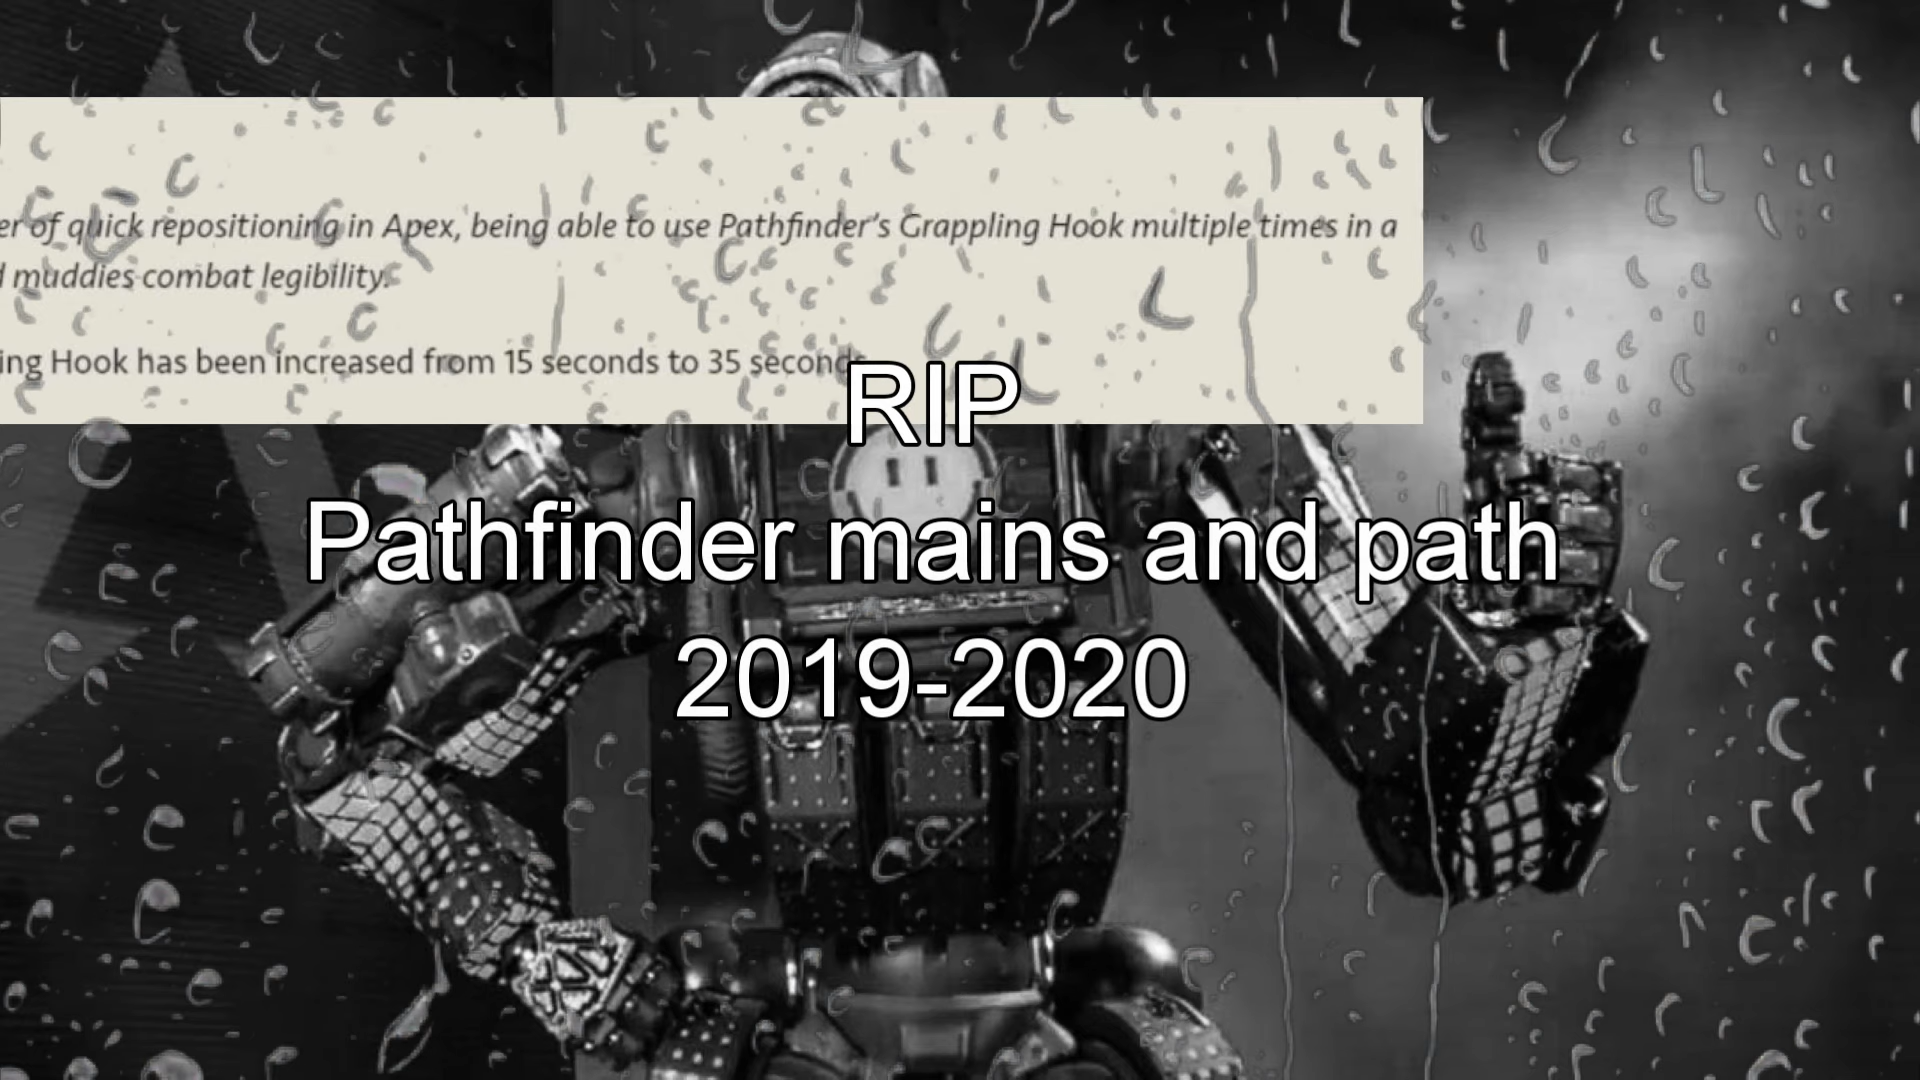 er of quick repositioning in Apex, being able to use Pathfinder's Grappling Hook multiple times in a
muddies combat legibility.
ing Hook has been increased from 15 seconds to 35 seconds
RIP
Pathfinder mains and path
2019-2020